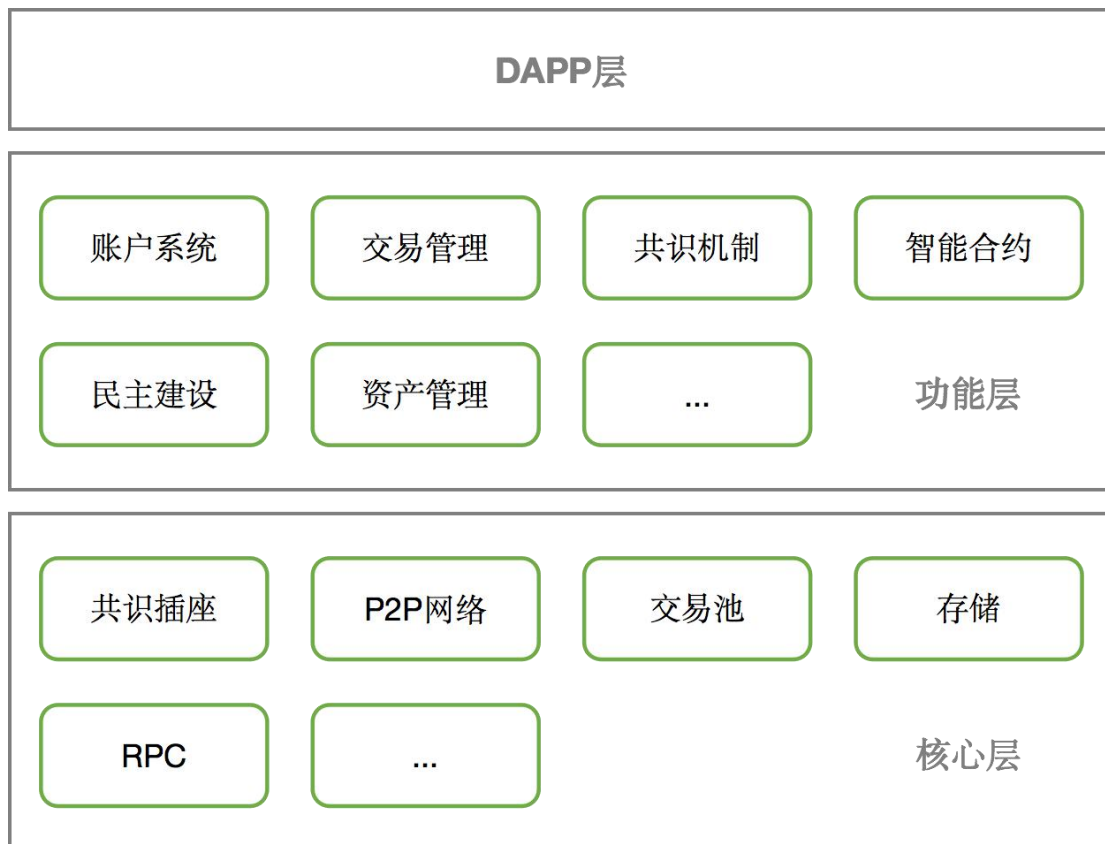 DAPP层
账户系统
交易管理
共识机制
智能合约
民主建设
资产管理
...
功能层
共识插座
P2P网络
交易池
存储
RPC
...
核心层